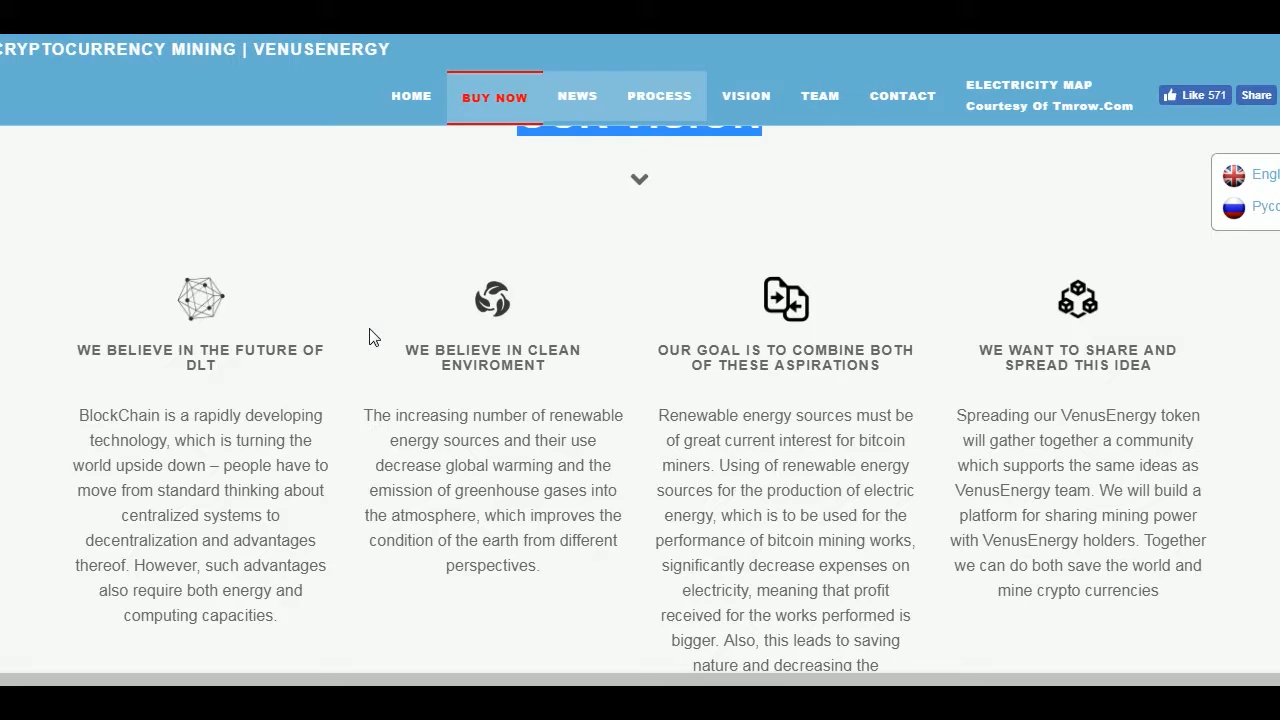 CRYPTOCURRENCY MINING | VENUSENERGY
HOME
BUY NOW
NEWS
PROCESS
VISION
TEAM
CONTACT
ELECTRICITY MAP
Courtesy Of Tmrow.Com
Like 571
Share
OUR VISION
Engl
Русс
WE BELIEVE IN THE FUTURE OF
DLT
BlockChain is a rapidly developing
technology, which is turning the
world upside down – people have to
move from standard thinking about
centralized systems to
decentralization and advantages
thereof. However, such advantages
also require both energy and
computing capacities.
WE BELIEVE IN CLEAN
ENVIROMENT
The increasing number of renewable
energy sources and their use
decrease global warming and the
emission of greenhouse gases into
the atmosphere, which improves the
condition of the earth from different
perspectives.
OUR GOAL IS TO COMBINE BOTH
OF THESE ASPIRATIONS
Renewable energy sources must be
of great current interest for bitcoin
miners. Using of renewable energy
sources for the production of electric
energy, which is to be used for the
performance of bitcoin mining works,
significantly decrease expenses on
electricity, meaning that profit
received for the works performed is
bigger. Also, this leads to saving
nature and decreasing the
WE WANT TO SHARE AND
SPREAD THIS IDEA
Spreading our VenusEnergy token
will gather together a community
which supports the same ideas as
VenusEnergy team. We will build a
platform for sharing mining power
with VenusEnergy holders. Together
we can do both save the world and
mine crypto currencies